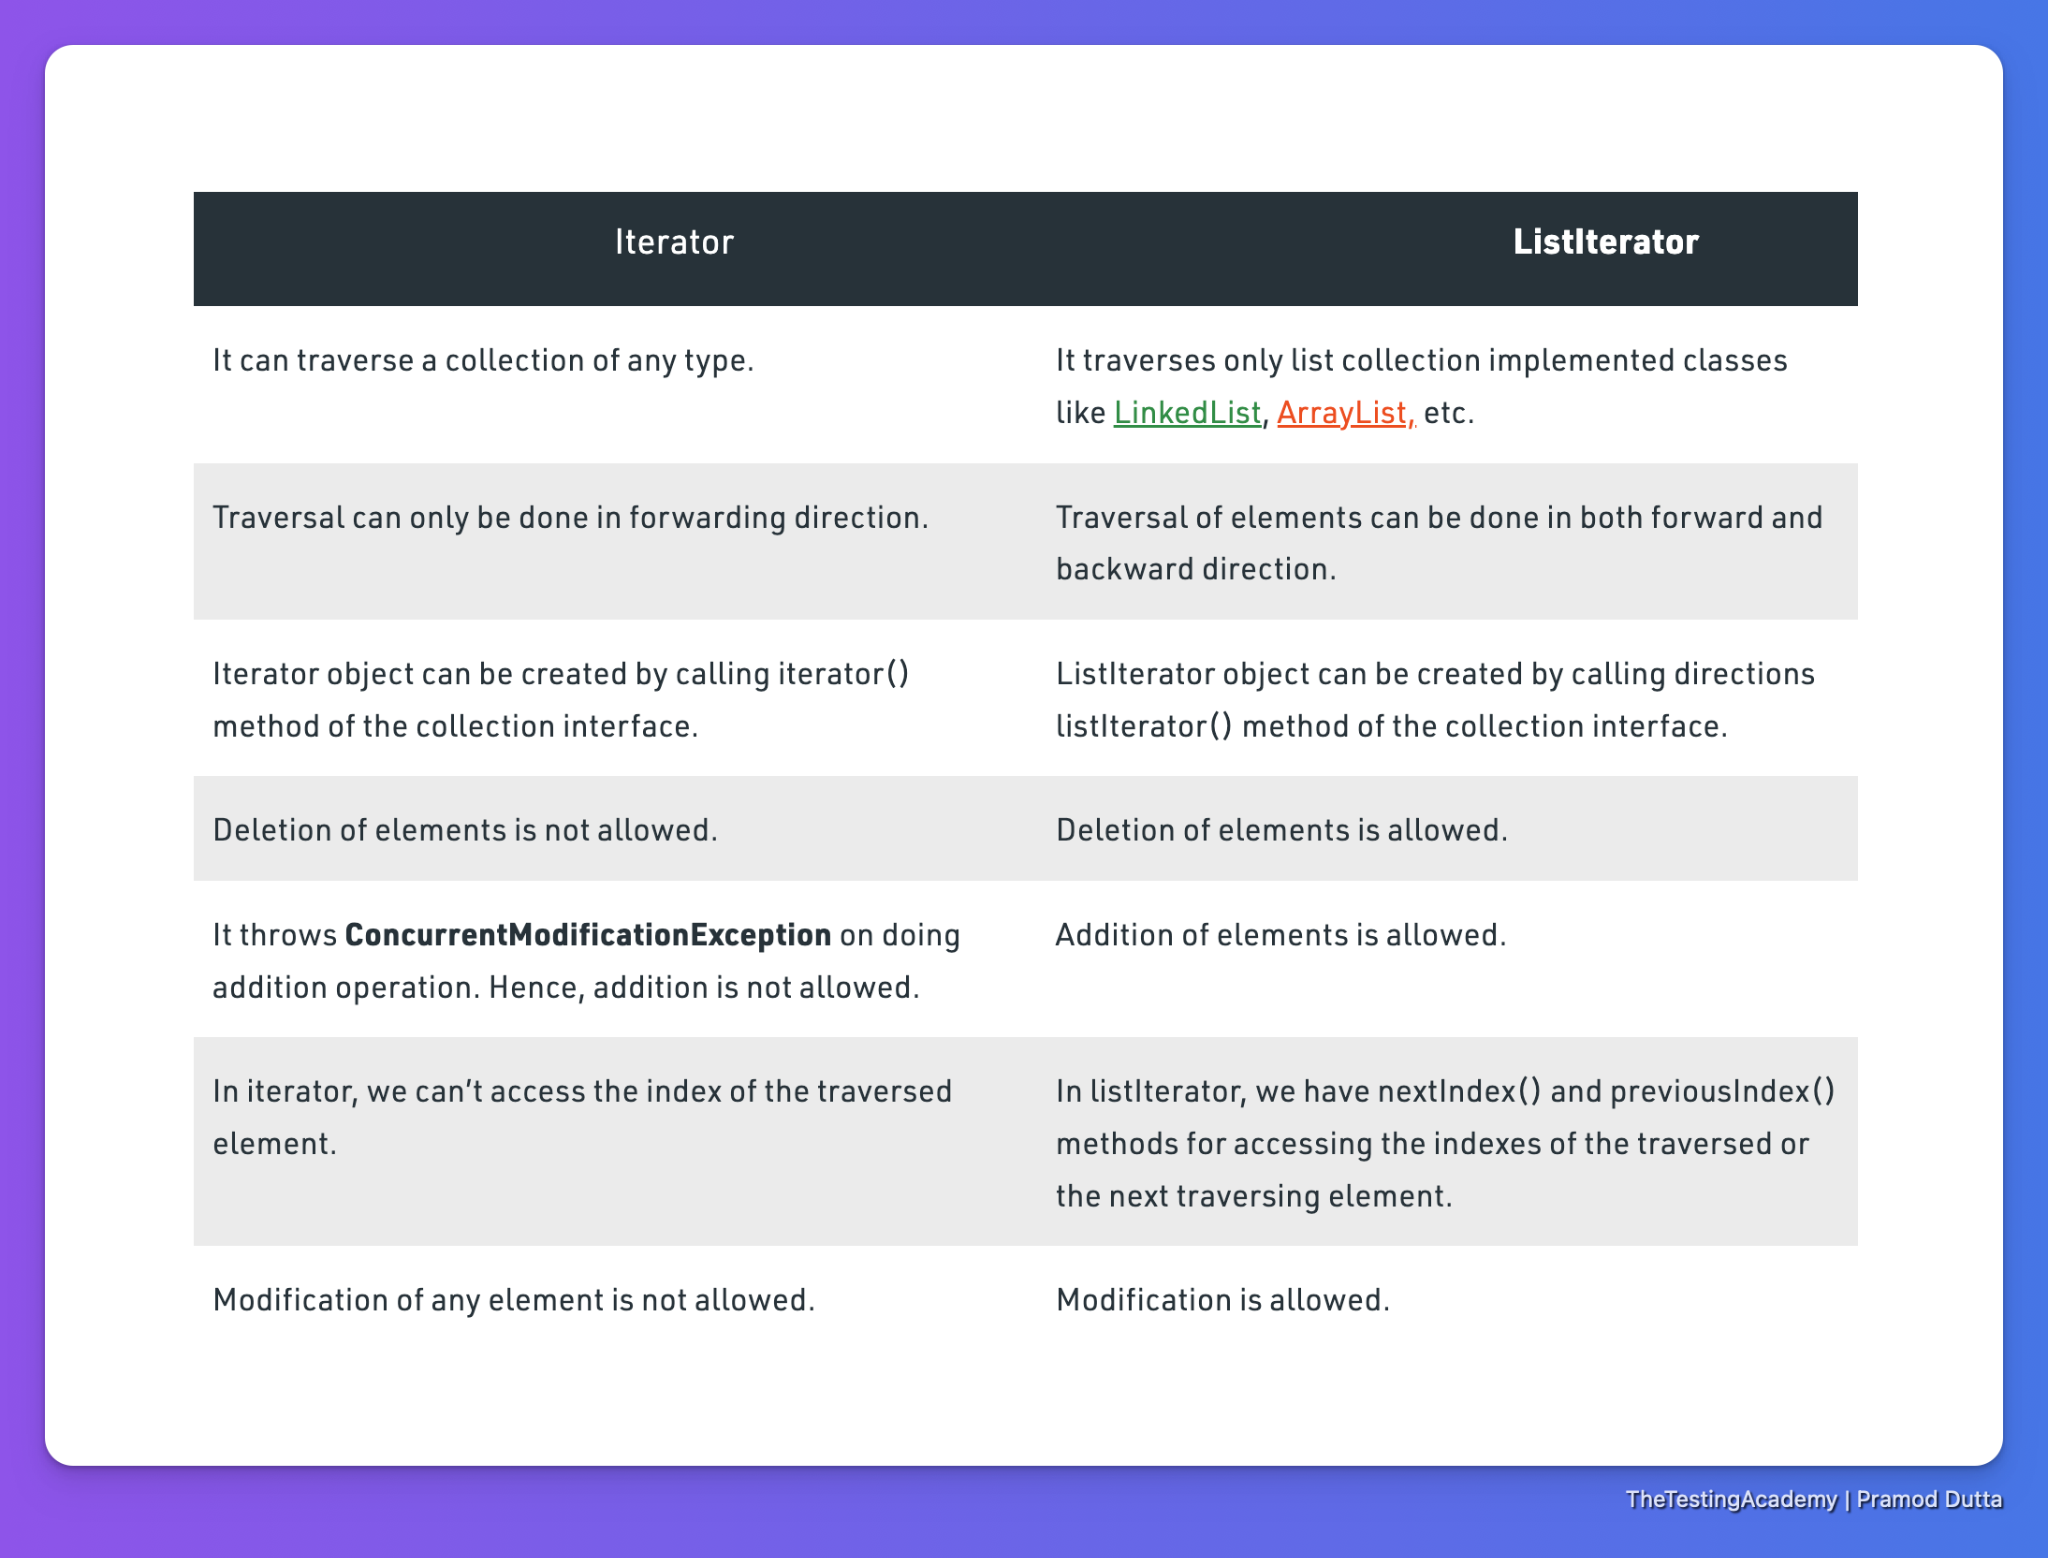 Iterator
ListIterator
It can traverse a collection of any type.
It traverses only list collection implemented classes
like LinkedList, ArrayList, etc.
Traversal can only be done in forwarding direction.
Traversal of elements can be done in both forward and
backward direction.
Iterator object can be created by calling iterator()
method of the collection interface.
ListIterator object can be created by calling directions
listIterator() method of the collection interface.
Deletion of elements is not allowed.
Deletion of elements is allowed.
It throws ConcurrentModificationException on doing
addition operation. Hence, addition is not allowed.
Addition of elements is allowed.
In iterator, we can’t access the index of the traversed
element.
In listIterator, we have nextIndex() and previousIndex()
methods for accessing the indexes of the traversed or
the next traversing element.
Modification of any element is not allowed.
Modification is allowed.
TheTestingAcademy | Pramod Dutta